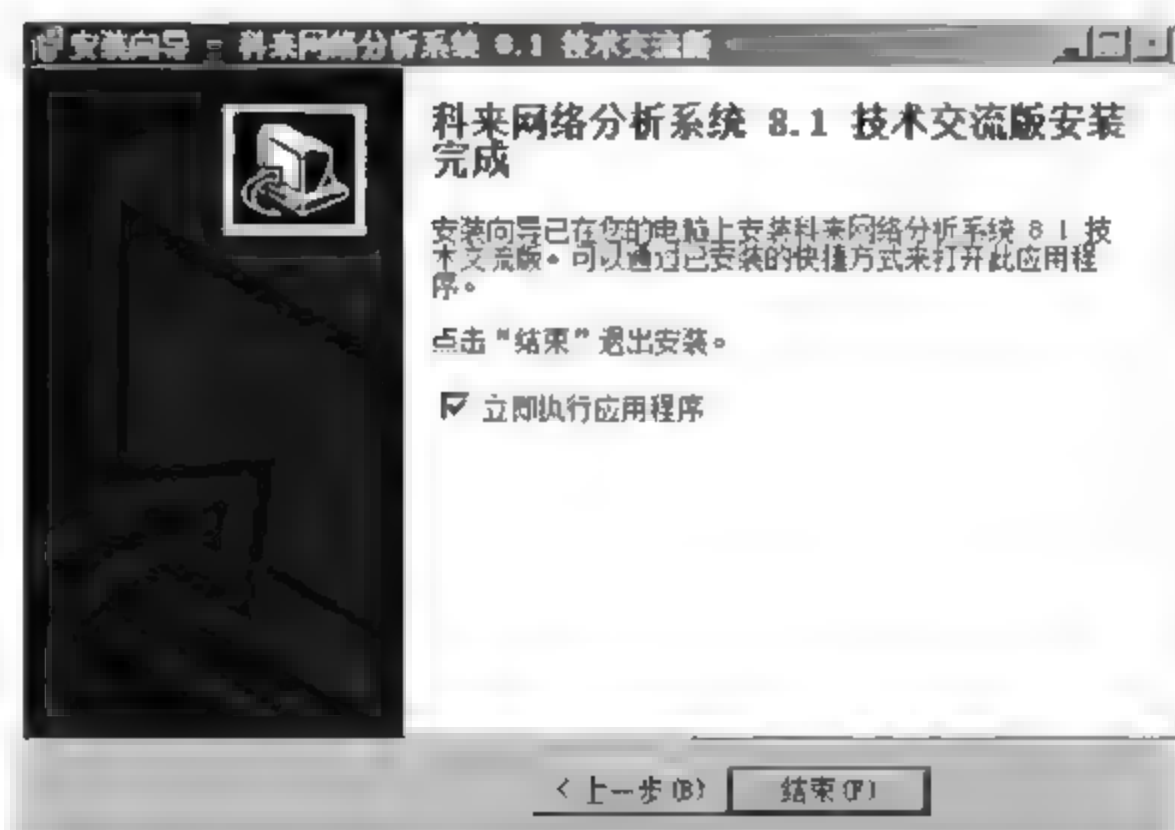 安装向导 - 科来网络分析系统 8.1 技术交流版
科来网络分析系统 8.1 技术交流版安装
完成
安装向导已在您的电脑上安装科来网络分析系统 8.1 技
术交流版。可以通过已安装的快捷方式来打开此应用程
序。
点击“结束”退出安装。
立即执行应用程序
< 上一步(B)
结束(F)